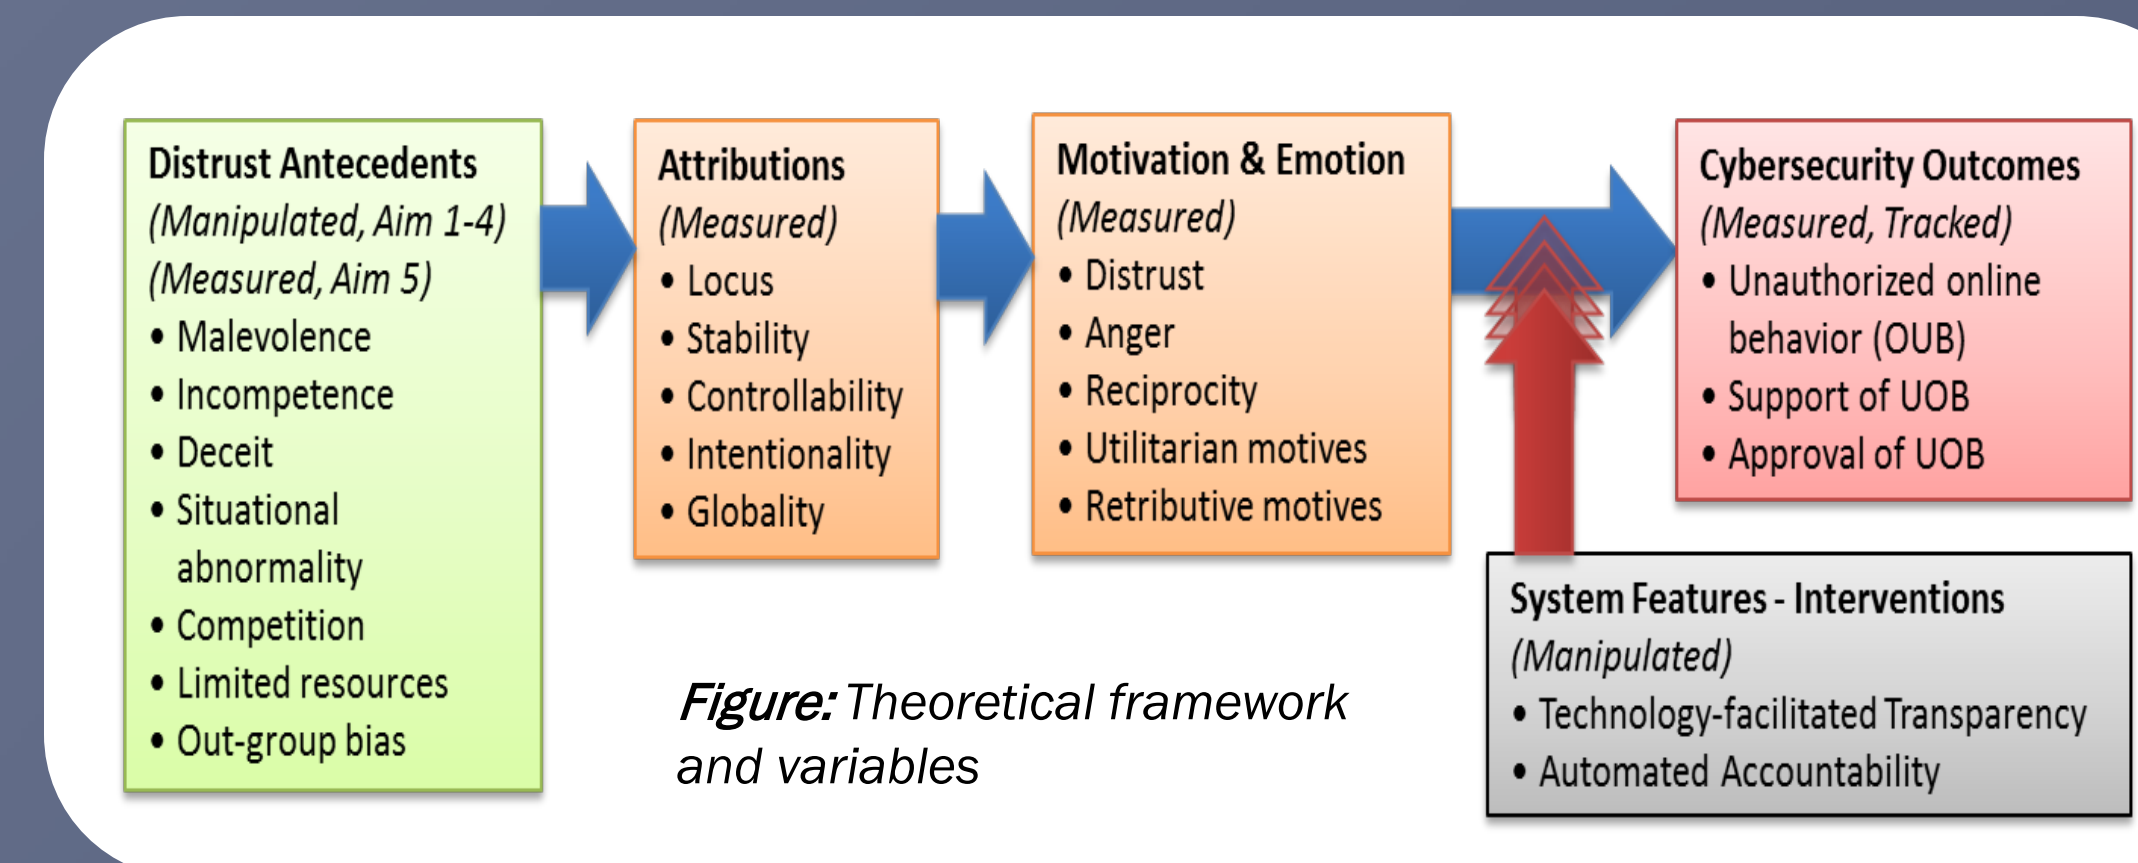 Distrust Antecedents
(Manipulated, Aim 1-4)
(Measured, Aim 5)
• Malevolence
• Incompetence
• Deceit
• Situational
abnormality
• Competition
• Limited resources
• Out-group bias
Attributions
(Measured)
• Locus
• Stability
• Controllability
• Intentionality
• Globality
Motivation & Emotion
(Measured)
• Distrust
• Anger
• Reciprocity
• Utilitarian motives
• Retributive motives
Cybersecurity Outcomes
(Measured, Tracked)
• Unauthorized online
behavior (OUB)
• Support of UOB
• Approval of UOB
System Features - Interventions
(Manipulated)
• Technology-facilitated Transparency
• Automated Accountability
Figure: Theoretical framework
and variables